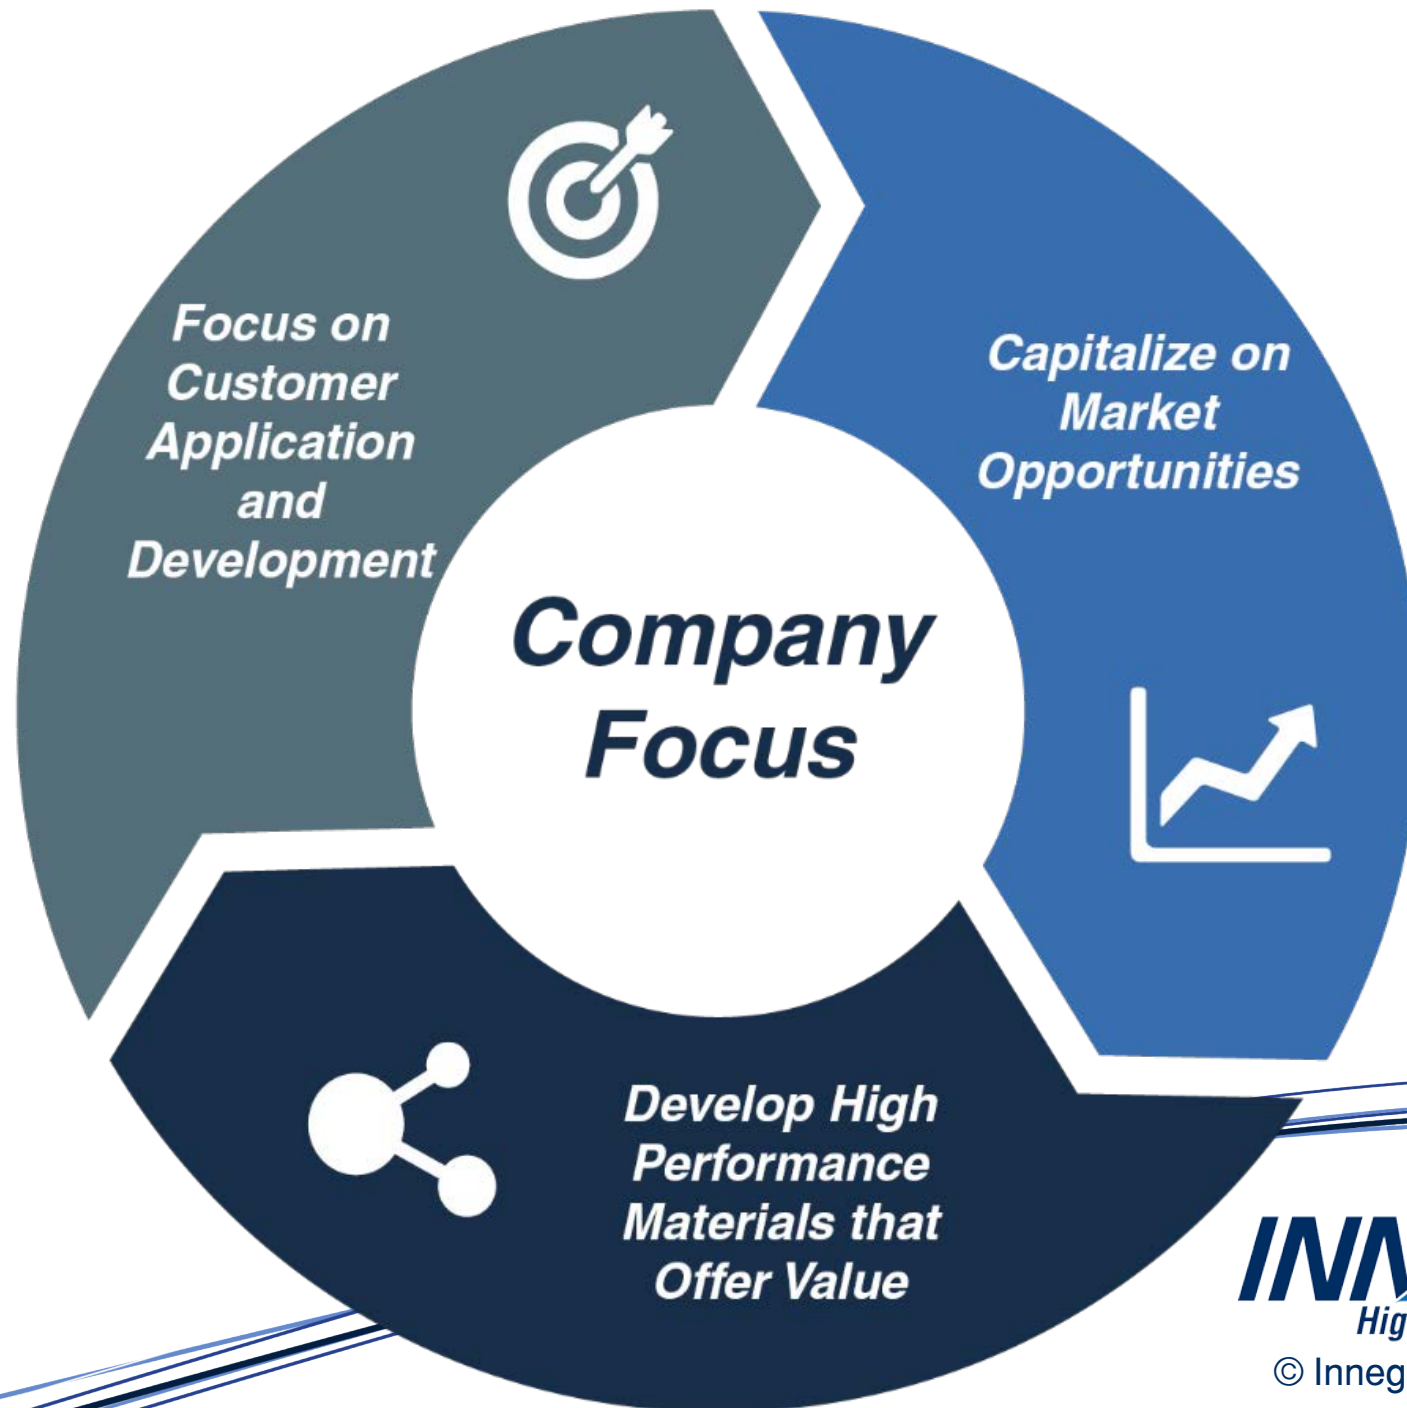 Focus on
Customer
Application
and
Development
Capitalize on
Market
Opportunities
Company
Focus
Develop High
Performance
Materials that
Offer Value
©